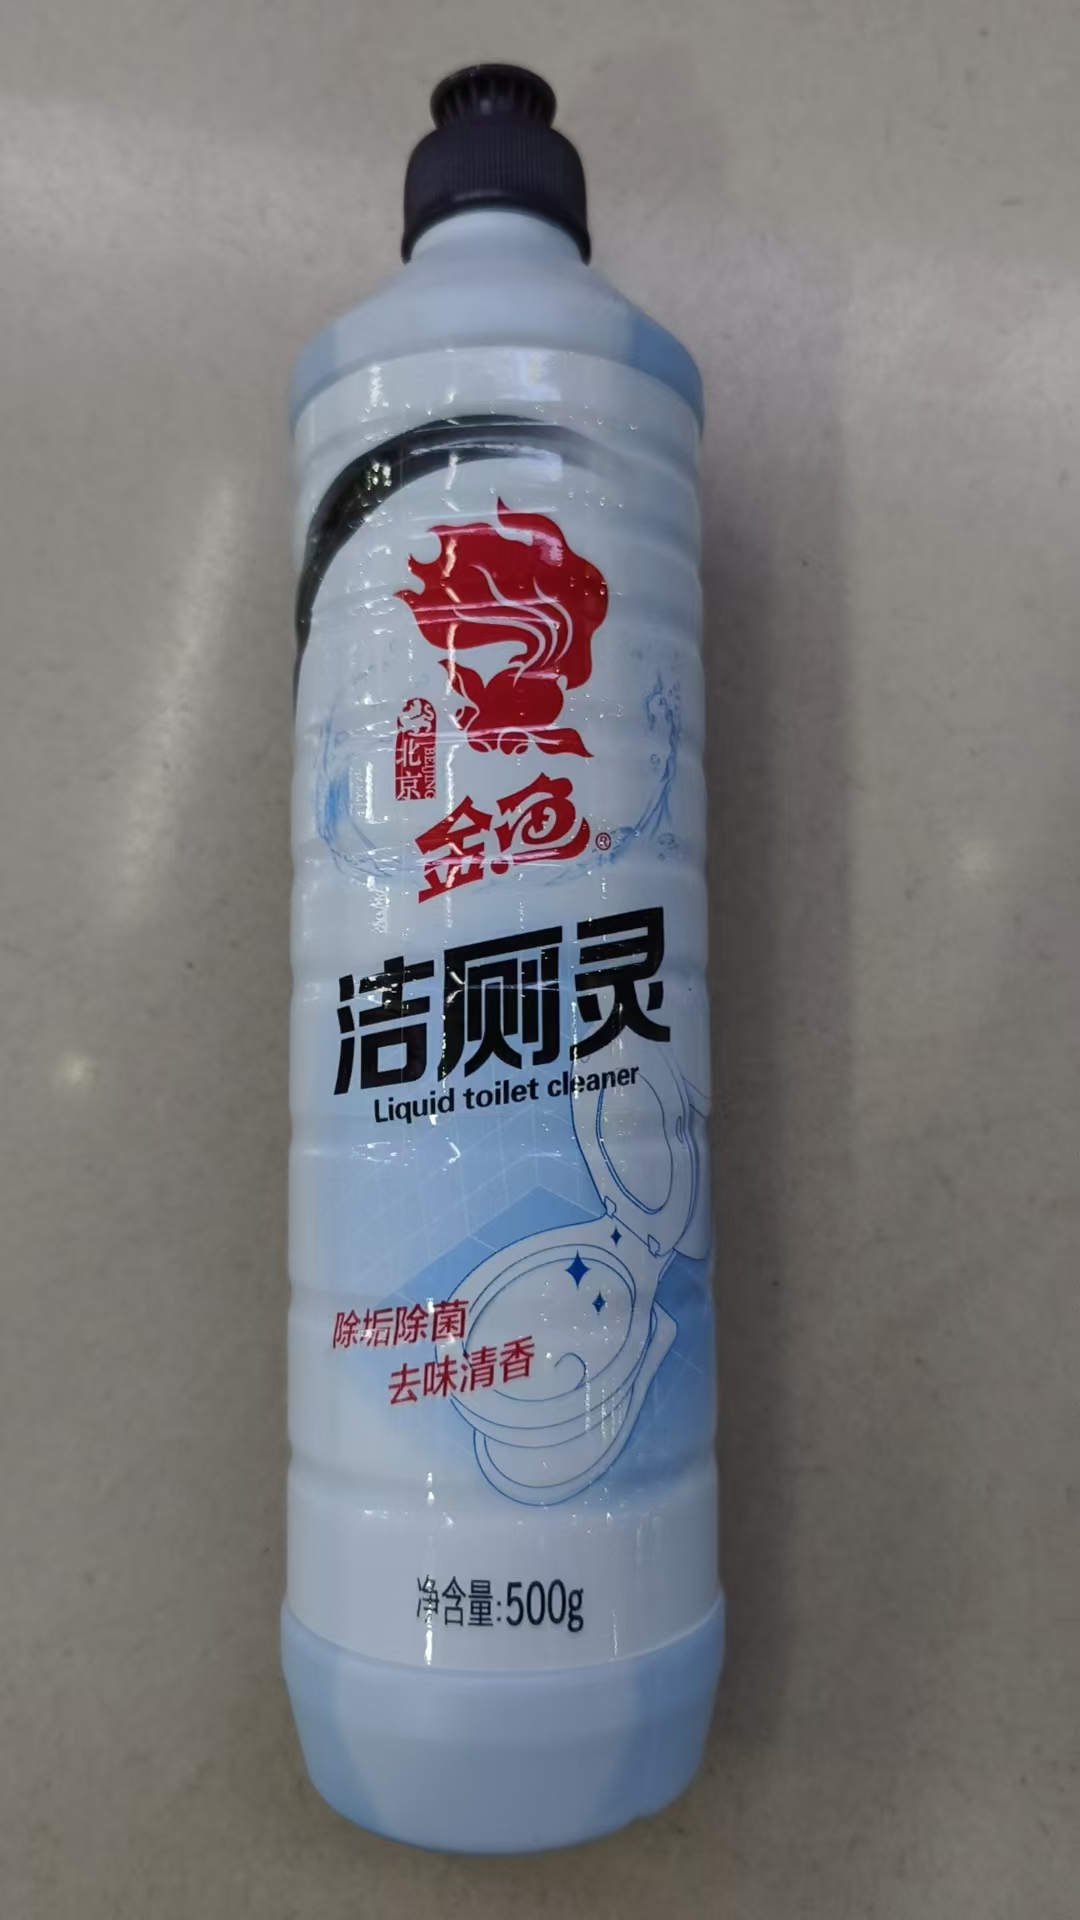 北京
BEIJING
金鱼®
洁厕灵
Liquid toilet cleaner
除垢除菌
去味清香
净含量:500g